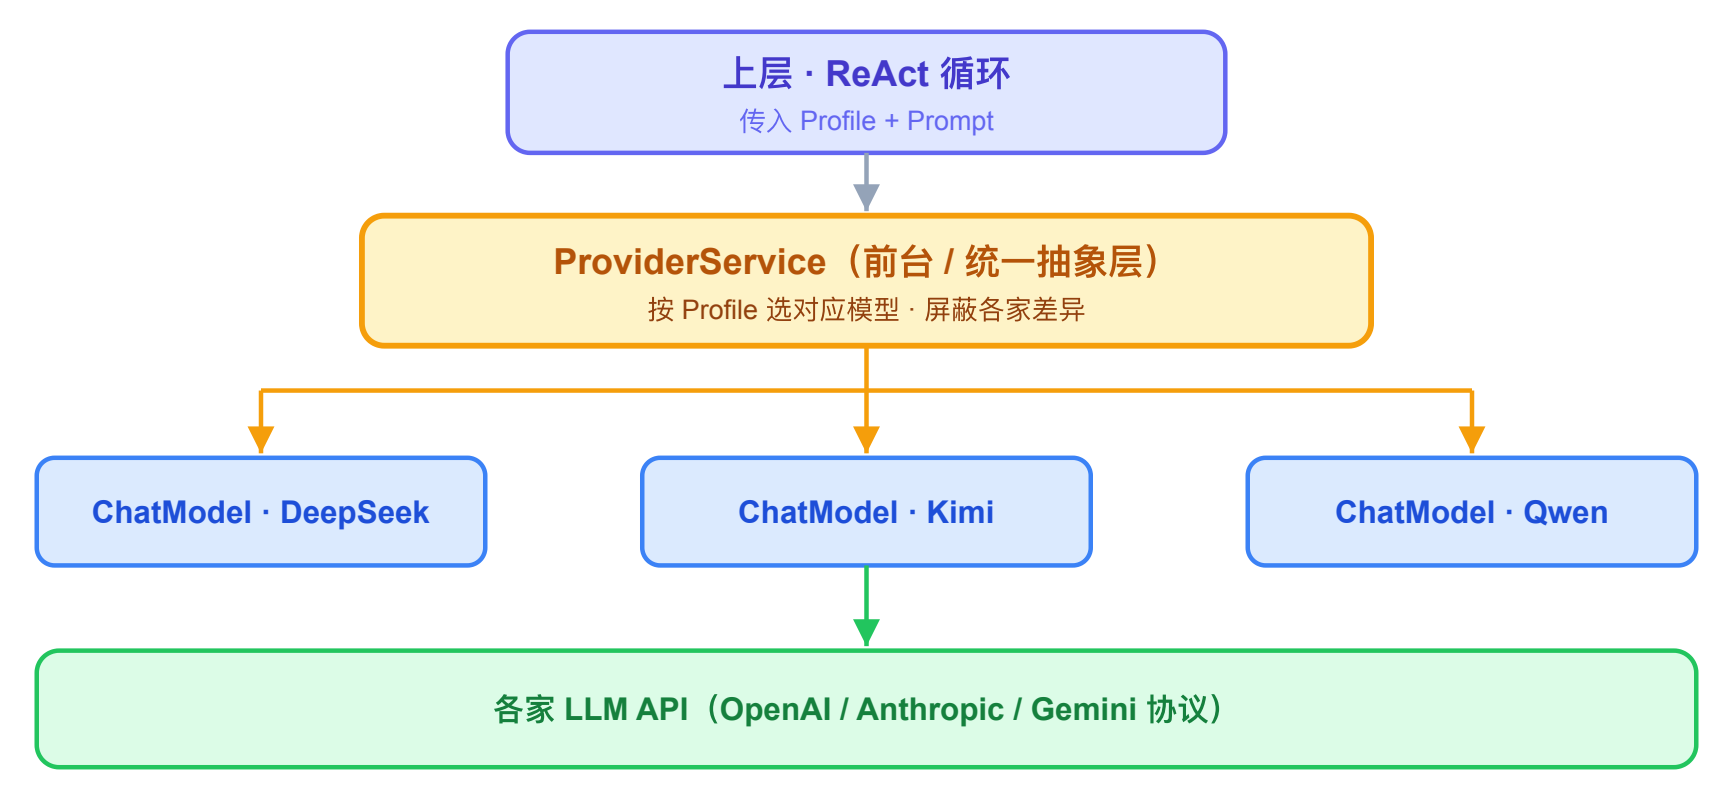 上层 · ReAct 循环
传入 Profile + Prompt
ProviderService（前台 / 统一抽象层）
按 Profile 选对应模型 · 屏蔽各家差异
ChatModel · DeepSeek
ChatModel · Kimi
ChatModel · Qwen
各家 LLM API（OpenAI / Anthropic / Gemini 协议）